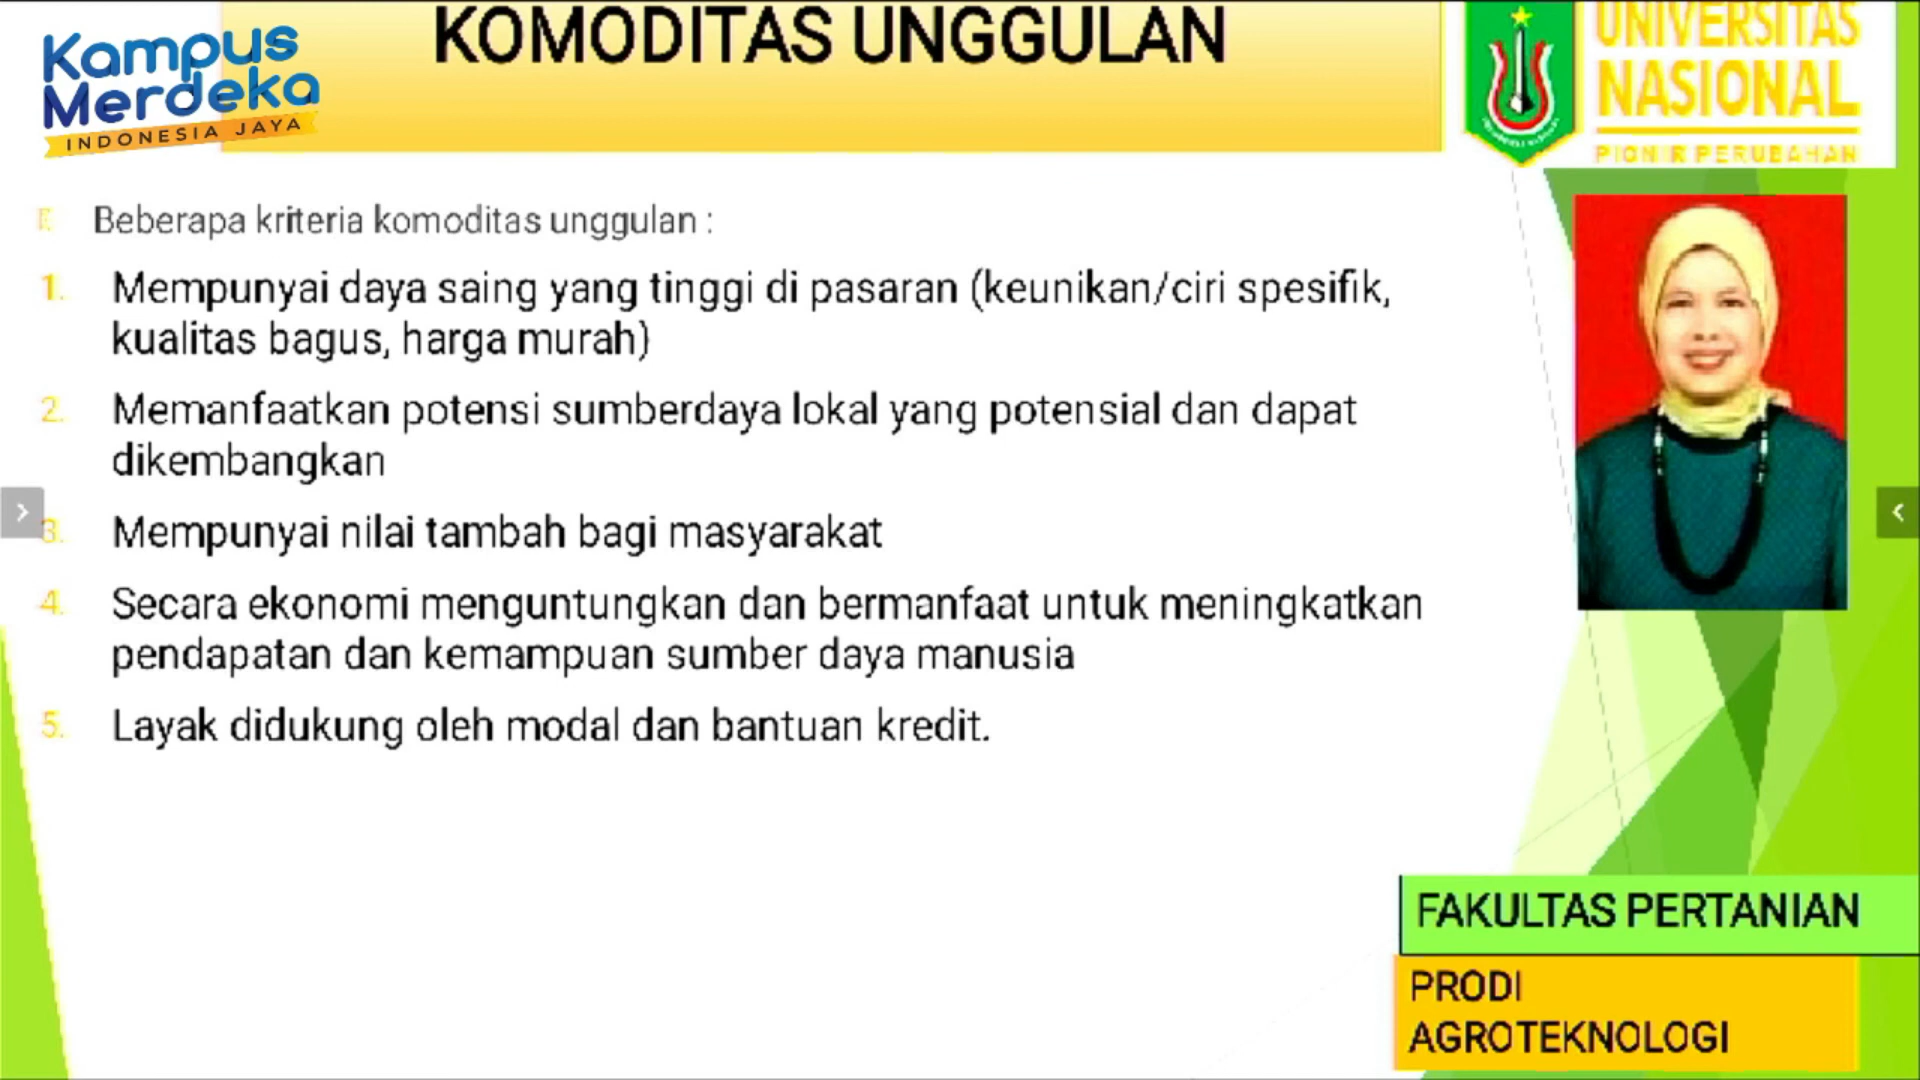 Kampus
Merdeka
INDONESIA JAYA
KOMODITAS UNGGULAN
UNIVERSITAS
NASIONAL
PIONIR PERUBAHAN
Beberapa kriteria komoditas unggulan :
1. Mempunyai daya saing yang tinggi di pasaran (keunikan/ciri spesifik,
kualitas bagus, harga murah)
2. Memanfaatkan potensi sumberdaya lokal yang potensial dan dapat
dikembangkan
3. Mempunyai nilai tambah bagi masyarakat
4. Secara ekonomi menguntungkan dan bermanfaat untuk meningkatkan
pendapatan dan kemampuan sumber daya manusia
5. Layak didukung oleh modal dan bantuan kredit.
FAKULTAS PERTANIAN
PRODI
AGROTEKNOLOGI